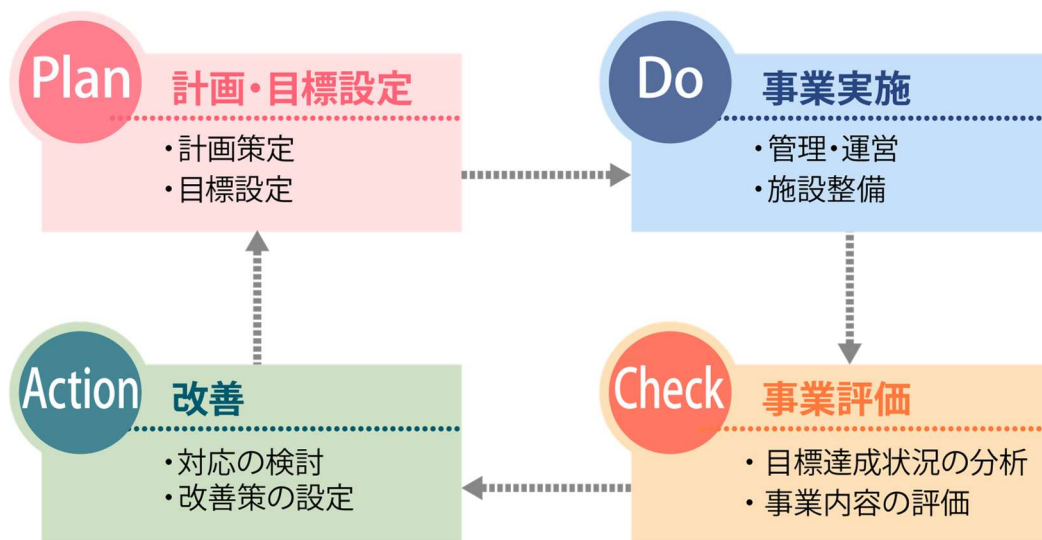 Plan
計画・目標設定
・計画策定
・目標設定
Do
事業実施
・管理・運営
・施設整備
Action
改善
・対応の検討
・改善策の設定
Check
事業評価
・目標達成状況の分析
・事業内容の評価